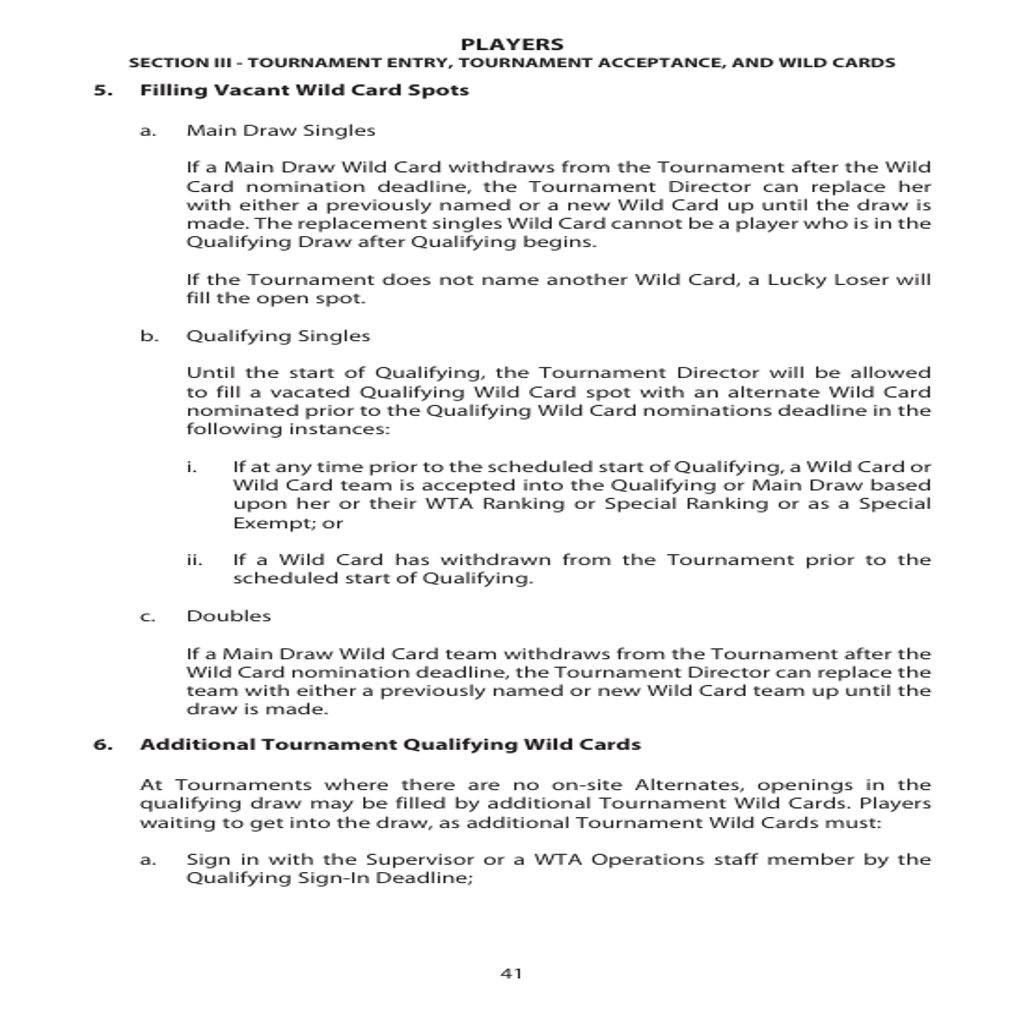 PLAYERS
SECTION III - TOURNAMENT ENTRY, TOURNAMENT ACCEPTANCE, AND WILD CARDS
5. Filling Vacant Wild Card Spots
a. Main Draw Singles
If a Main Draw Wild Card withdraws from the Tournament after the Wild
Card nomination deadline, the Tournament Director can replace her
with either a previously named or a new Wild Card up until the draw is
made. The replacement singles Wild Card cannot be a player who is in the
Qualifying Draw after Qualifying begins.
If the Tournament does not name another Wild Card, a Lucky Loser will
fill the open spot.
b. Qualifying Singles
Until the start of Qualifying, the Tournament Director will be allowed
to fill a vacated Qualifying Wild Card spot with an alternate Wild Card
nominated prior to the Qualifying Wild Card nominations deadline in the
following instances:
i. If at any time prior to the scheduled start of Qualifying, a Wild Card or
Wild Card team is accepted into the Qualifying or Main Draw based
upon her or their WTA Ranking or Special Ranking or as a Special
Exempt; or
ii. If a Wild Card has withdrawn from the Tournament prior to the
scheduled start of Qualifying.
c. Doubles
If a Main Draw Wild Card team withdraws from the Tournament after the
Wild Card nomination deadline, the Tournament Director can replace the
team with either a previously named or new Wild Card team up until the
draw is made.
6. Additional Tournament Qualifying Wild Cards
At Tournaments where there are no on-site Alternates, openings in the
qualifying draw may be filled by additional Tournament Wild Cards. Players
waiting to get into the draw, as additional Tournament Wild Cards must:
a. Sign in with the Supervisor or a WTA Operations staff member by the
Qualifying Sign-In Deadline;
41